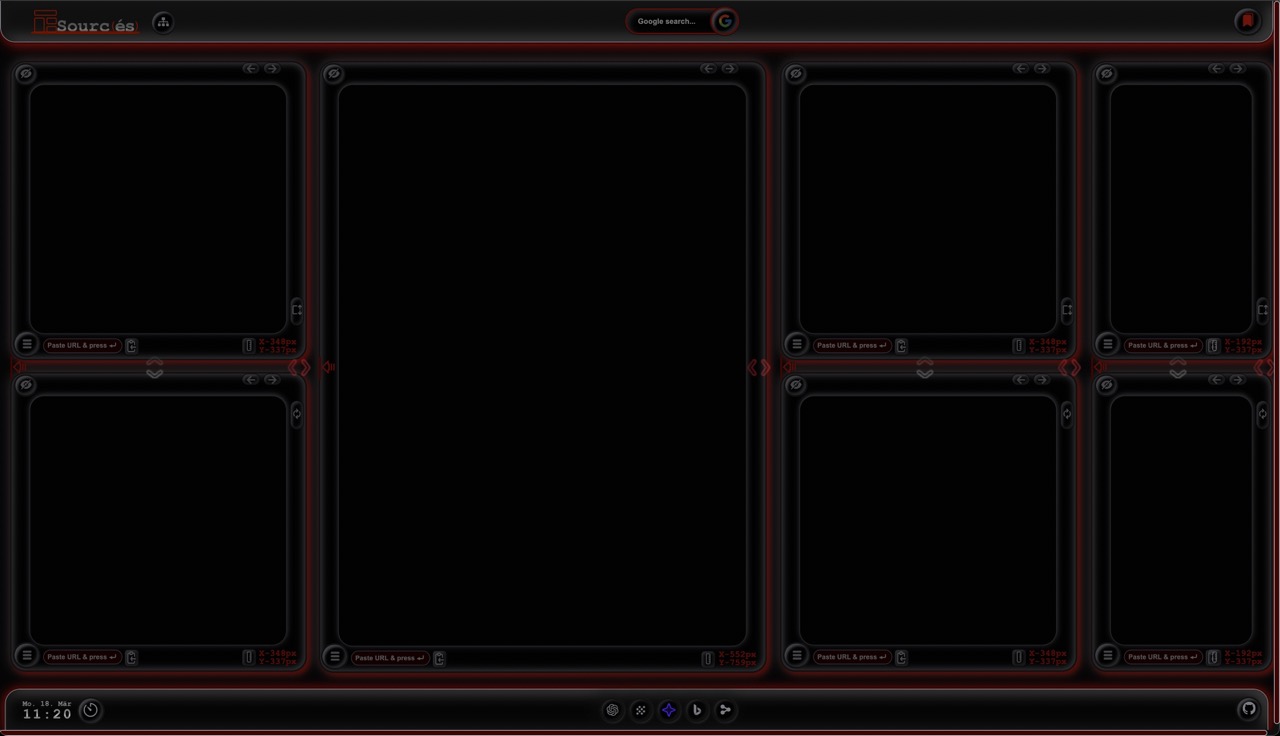 Sourc(és)
Google search...
Paste URL & press ↵
X-348px
Y-337px
Paste URL & press ↵
X-348px
Y-337px
Paste URL & press ↵
X-192px
Y-337px
Paste URL & press ↵
X-348px
Y-337px
Paste URL & press ↵
X-552px
Y-759px
Paste URL & press ↵
X-348px
Y-337px
Paste URL & press ↵
X-192px
Y-337px
Mo. 18. Mär
11:20